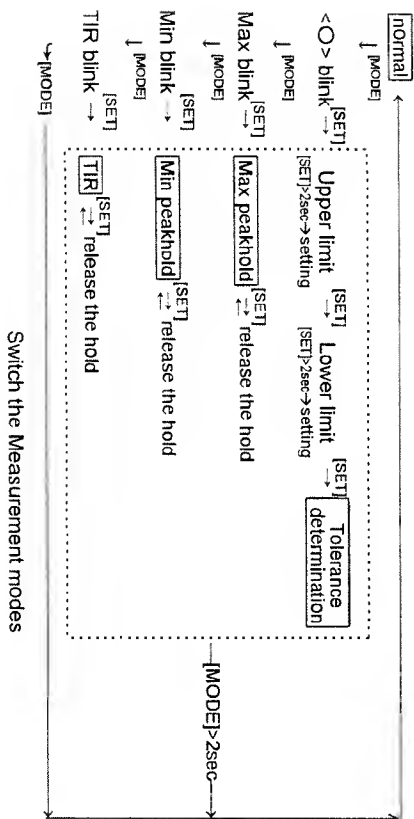 normal
↓ [MODE]
<O> blink [SET] → Upper limit [SET] → Lower limit [SET] → Tolerance determination
[SET]>2sec→setting [SET]>2sec→setting
↓ [MODE]
Max blink [SET] → Max peakhold [SET] ⇄ release the hold
↓ [MODE]
Min blink [SET] → Min peakhold [SET] ⇄ release the hold
↓ [MODE]
TIR blink [SET] → TIR [SET] ⇄ release the hold
[MODE]
[MODE]>2sec
Switch the Measurement modes